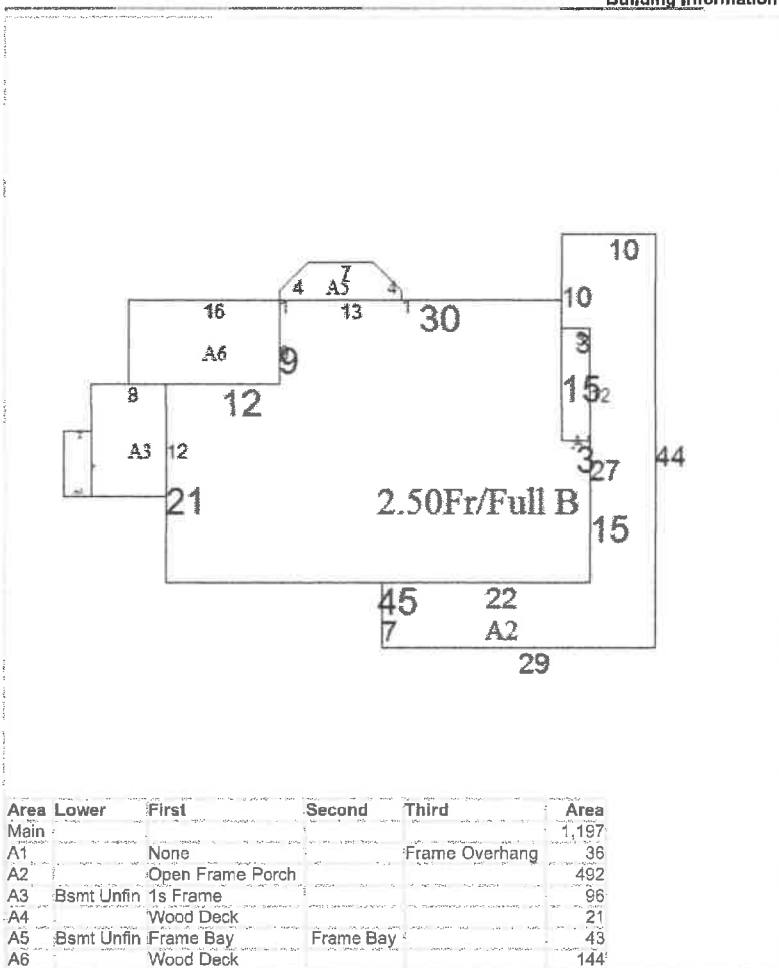 Building Information
10
7
4 A5 4
16 1 13 1 30 10
A6 9 3
8 12 15 12
A3 12 3
27 44
21 2.50Fr/Full B
15
45 22
7 A2
29
Area Lower First Second Third Area
Main 1,197
A1 None Frame Overhang 36
A2 Open Frame Porch 492
A3 Bsmt Unfin 1s Frame 96
A4 Wood Deck 21
A5 Bsmt Unfin Frame Bay Frame Bay 43
A6 Wood Deck 144